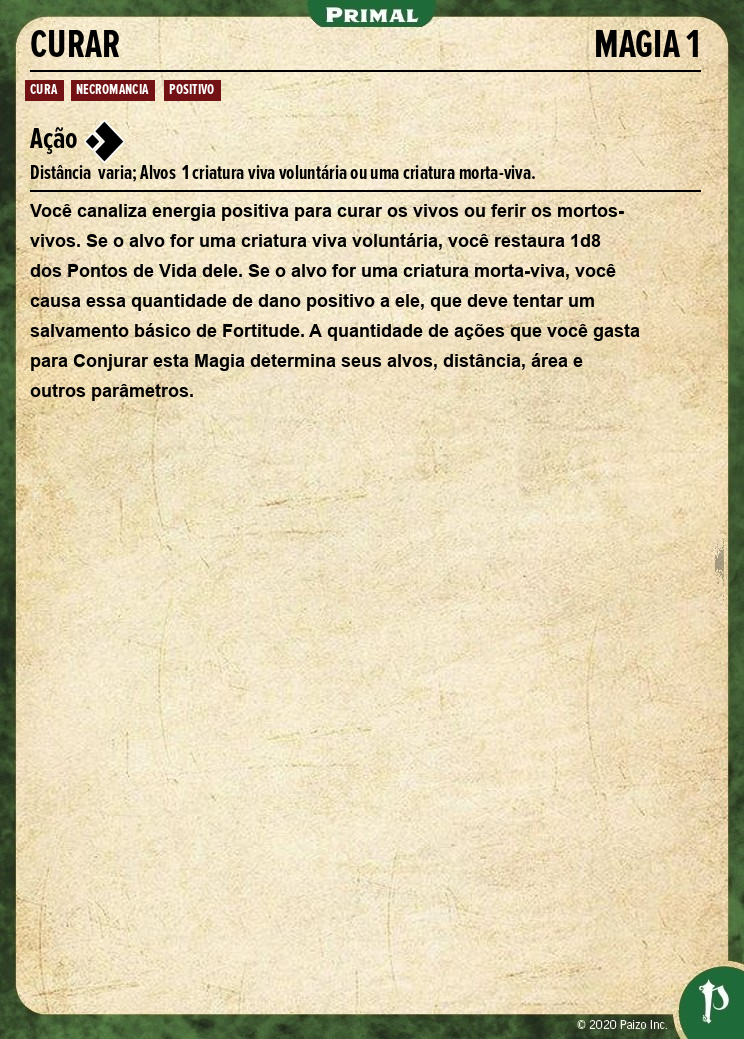 PRIMAL
CURAR MAGIA 1
CURA NECROMANCIA POSITIVO
Ação
Distância varia; Alvos 1 criatura viva voluntária ou uma criatura morta-viva.
Você canaliza energia positiva para curar os vivos ou ferir os mortos-
vivos. Se o alvo for uma criatura viva voluntária, você restaura 1d8
dos Pontos de Vida dele. Se o alvo for uma criatura morta-viva, você
causa essa quantidade de dano positivo a ele, que deve tentar um
salvamento básico de Fortitude. A quantidade de ações que você gasta
para Conjurar esta Magia determina seus alvos, distância, área e
outros parâmetros.
© 2020 Paizo Inc.
P